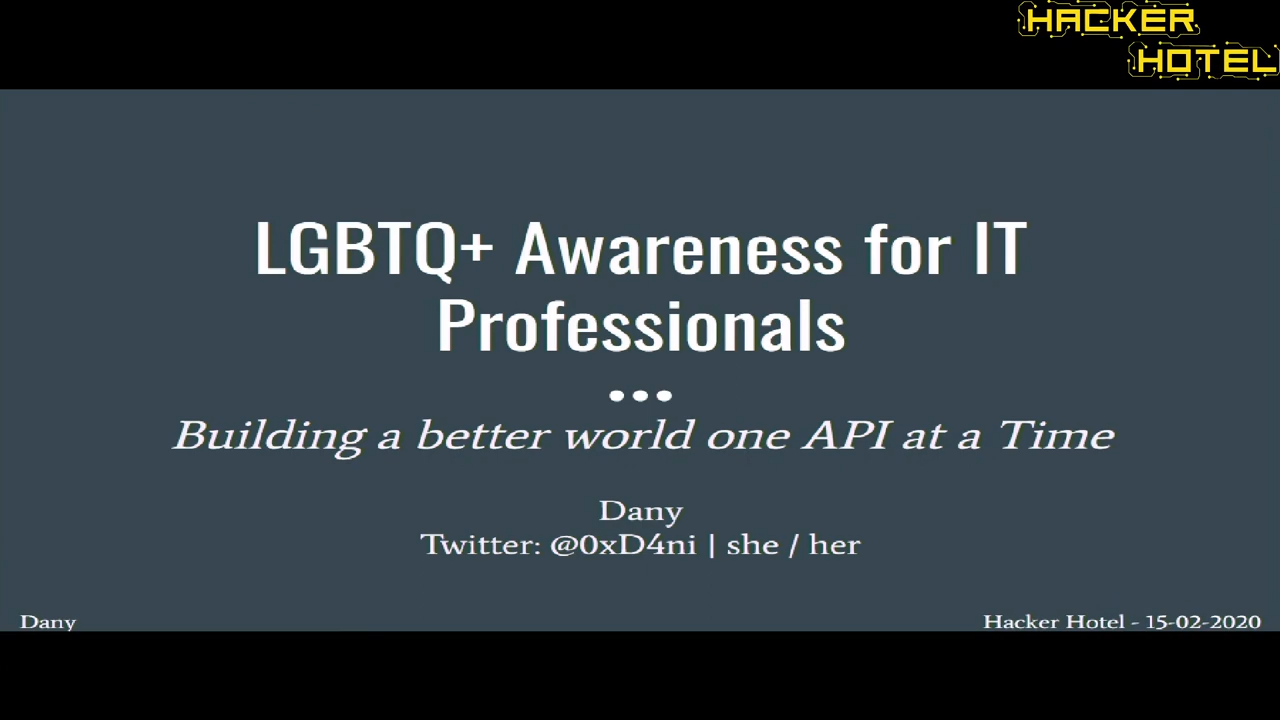 HACKER
HOTEL
LGBTQ+ Awareness for IT
Professionals
Building a better world one API at a Time
Dany
Twitter: @0xD4ni | she / her
Dany
Hacker Hotel - 15-02-2020